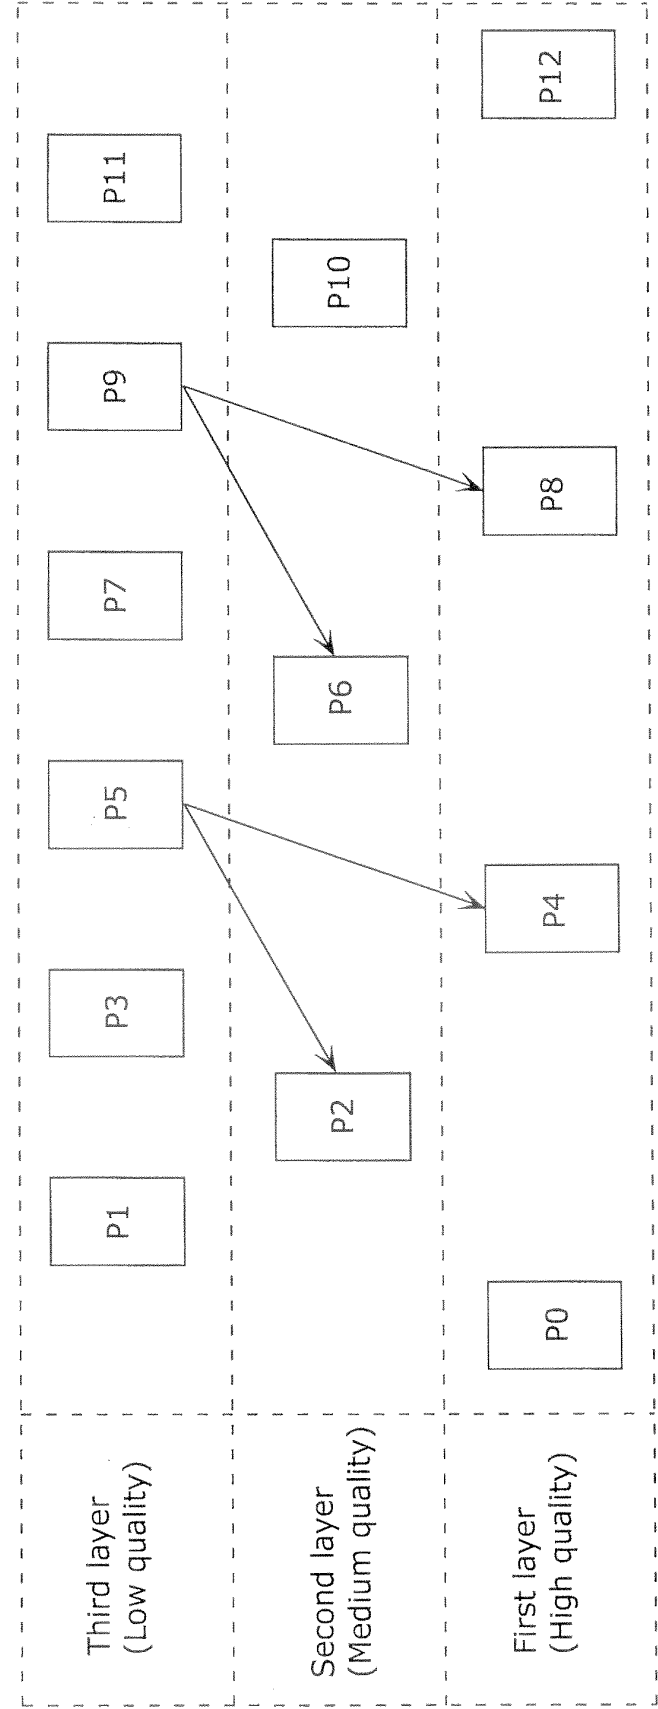 Third layer
(Low quality)
P1
P3
P5
P7
P9
P11
Second layer
(Medium quality)
P2
P6
P10
First layer
(High quality)
P0
P4
P8
P12